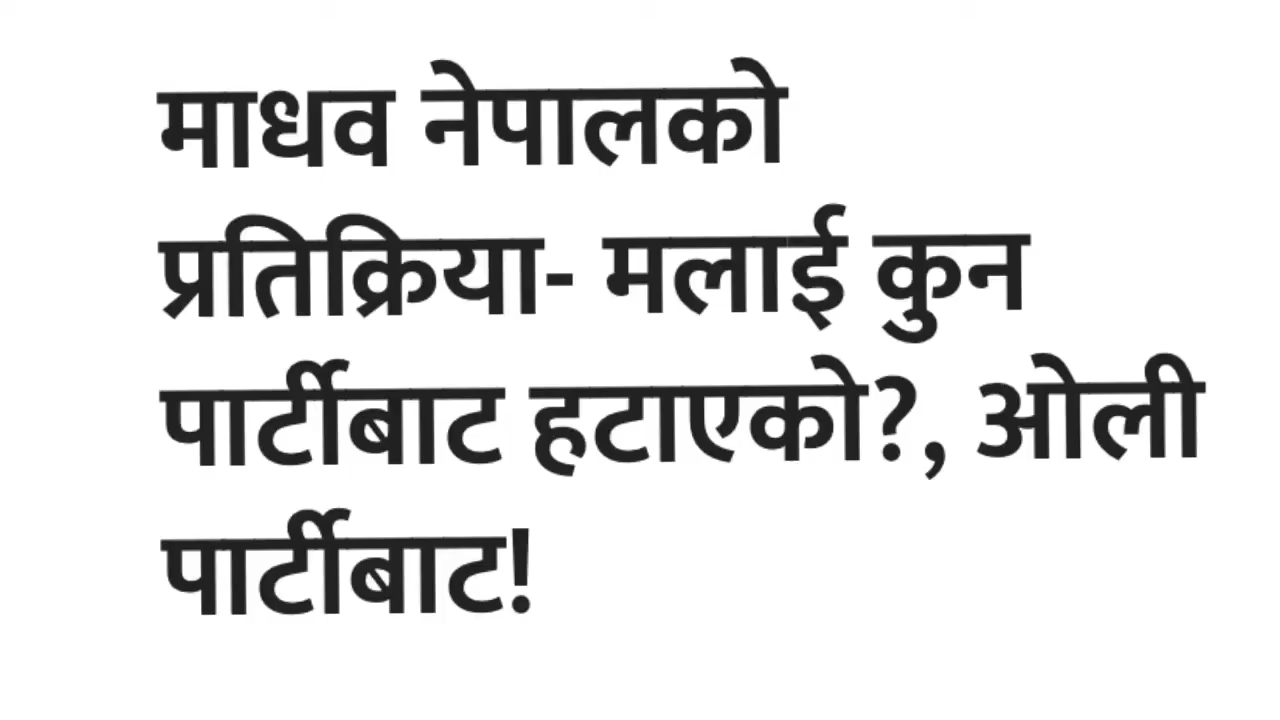 माधव नेपालको
प्रतिक्रिया- मलाई कुन
पार्टीबाट हटाएको?, ओली
पार्टीबाट!